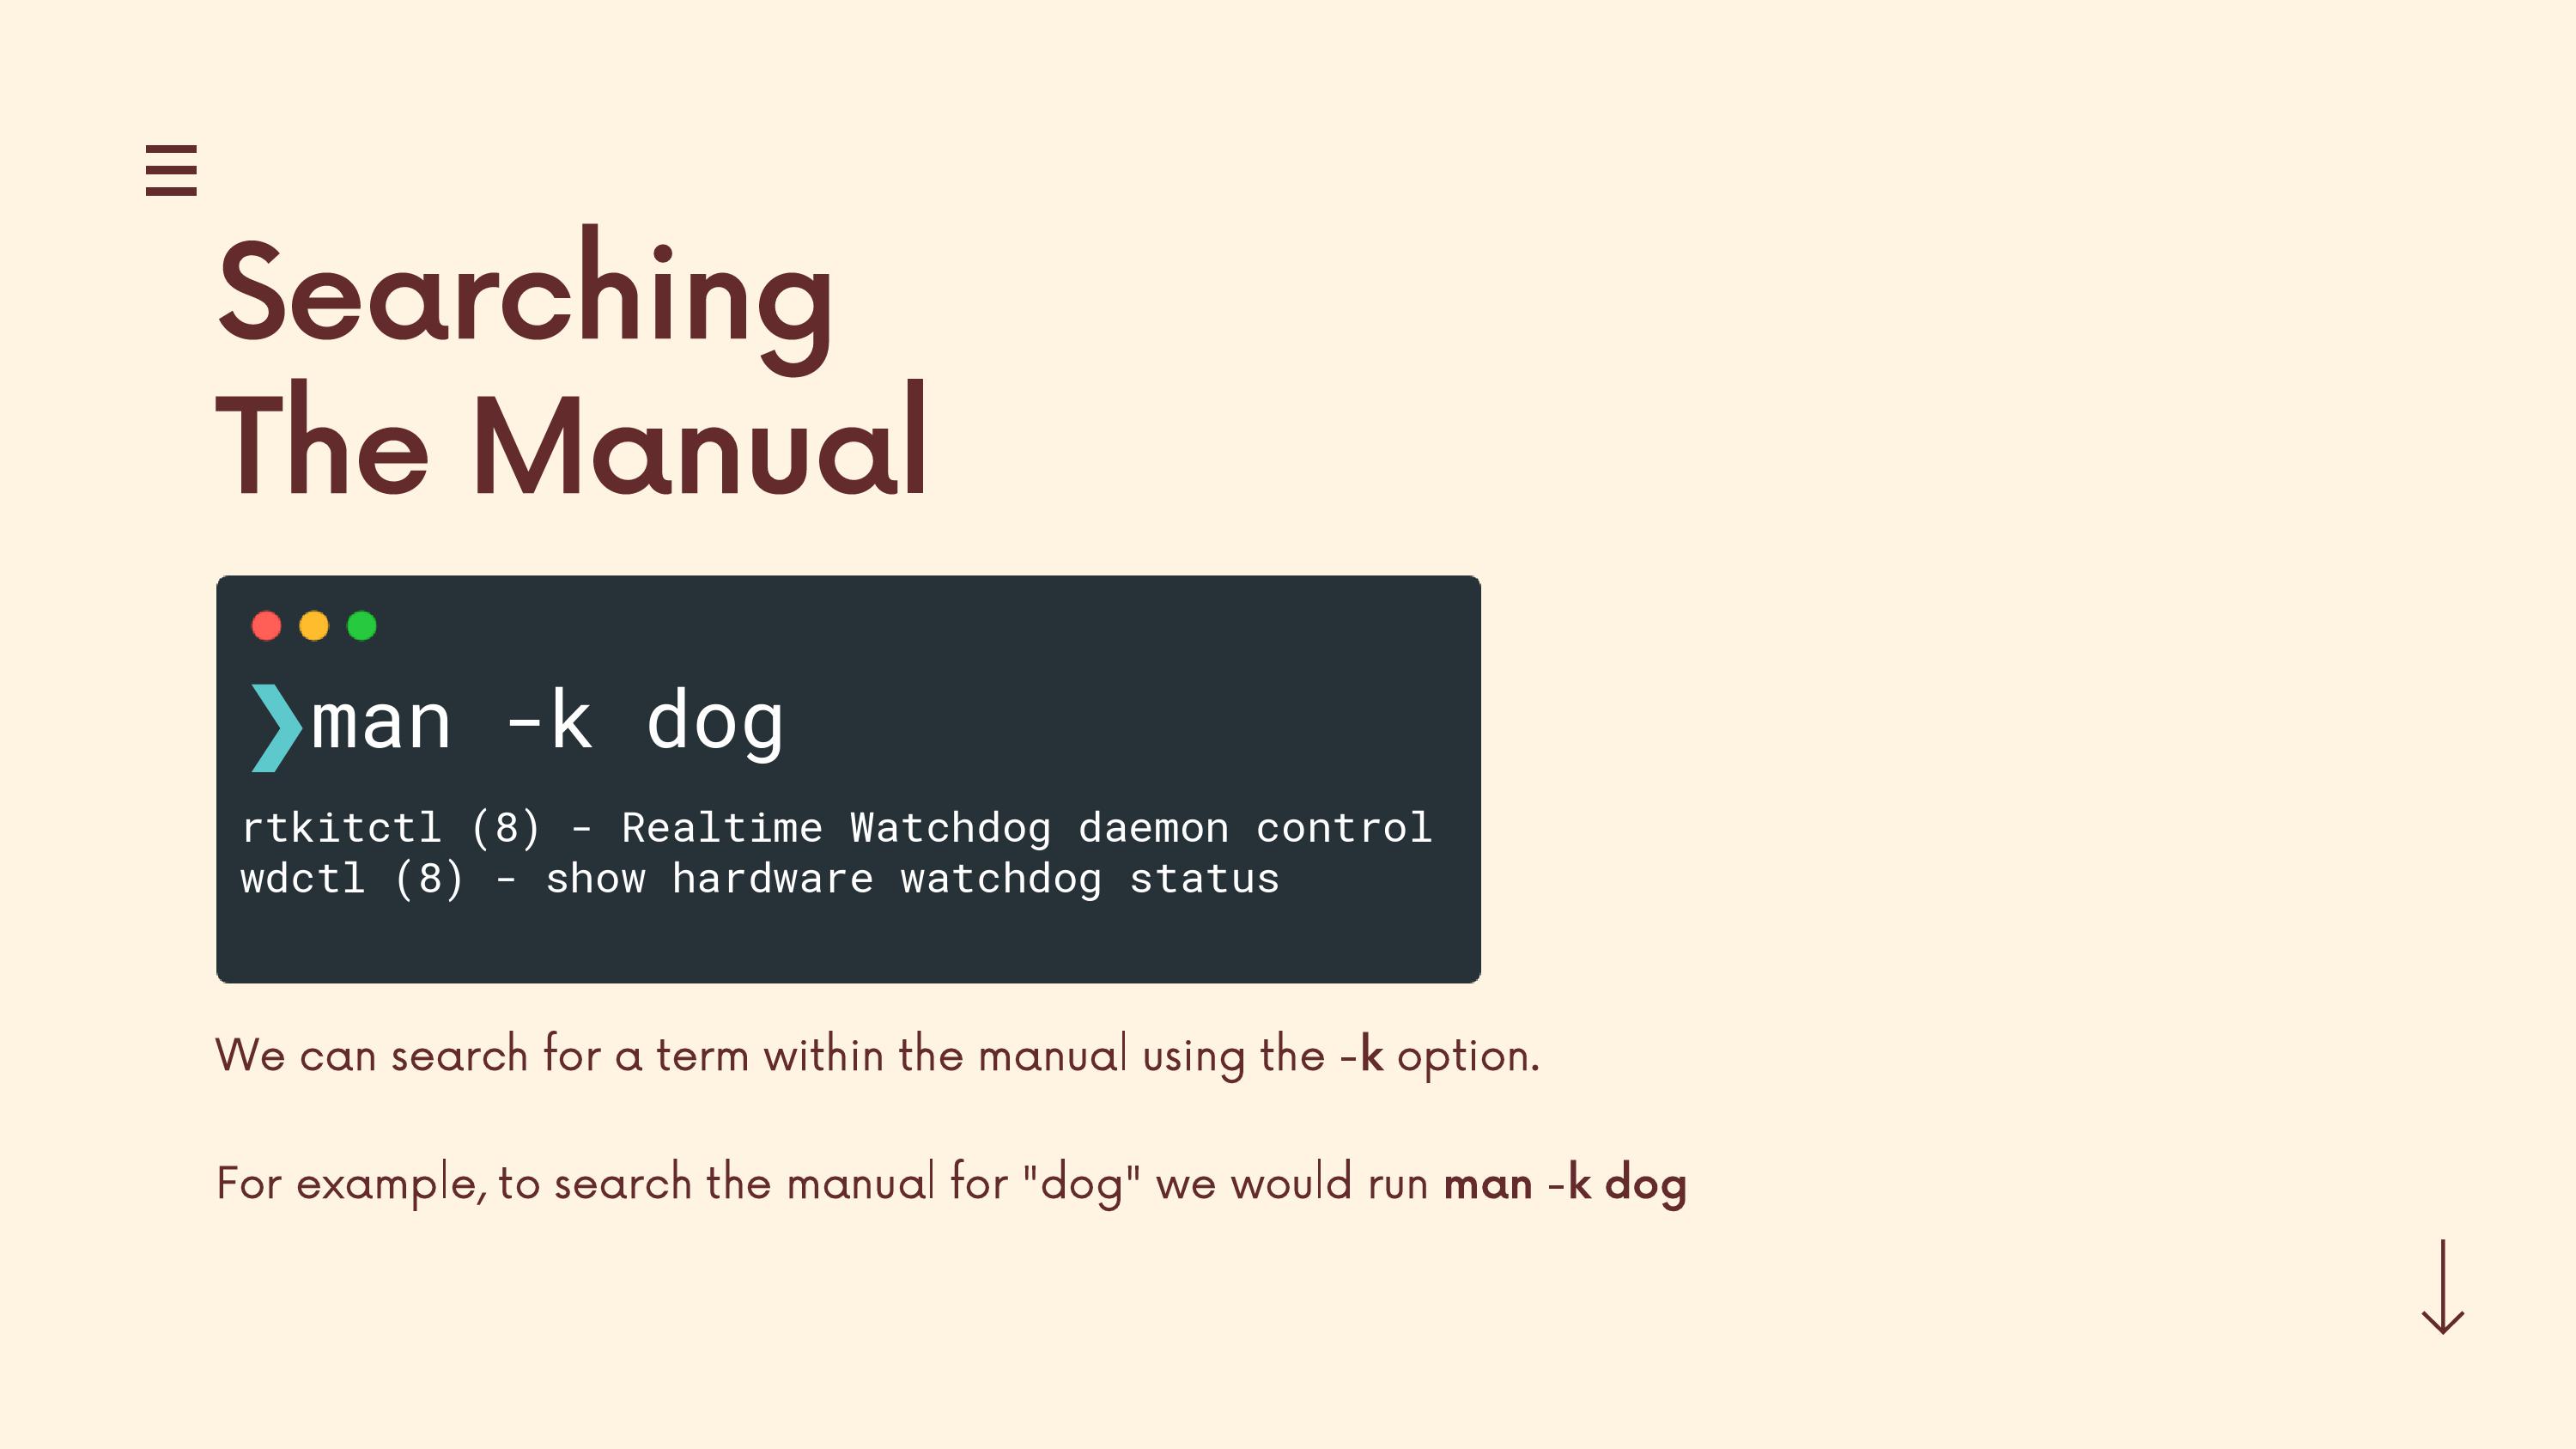 Searching
The Manual
❯man -k dog
rtkitctl (8) - Realtime Watchdog daemon control
wdctl (8) - show hardware watchdog status
We can search for a term within the manual using the -k option.
For example, to search the manual for "dog" we would run man -k dog